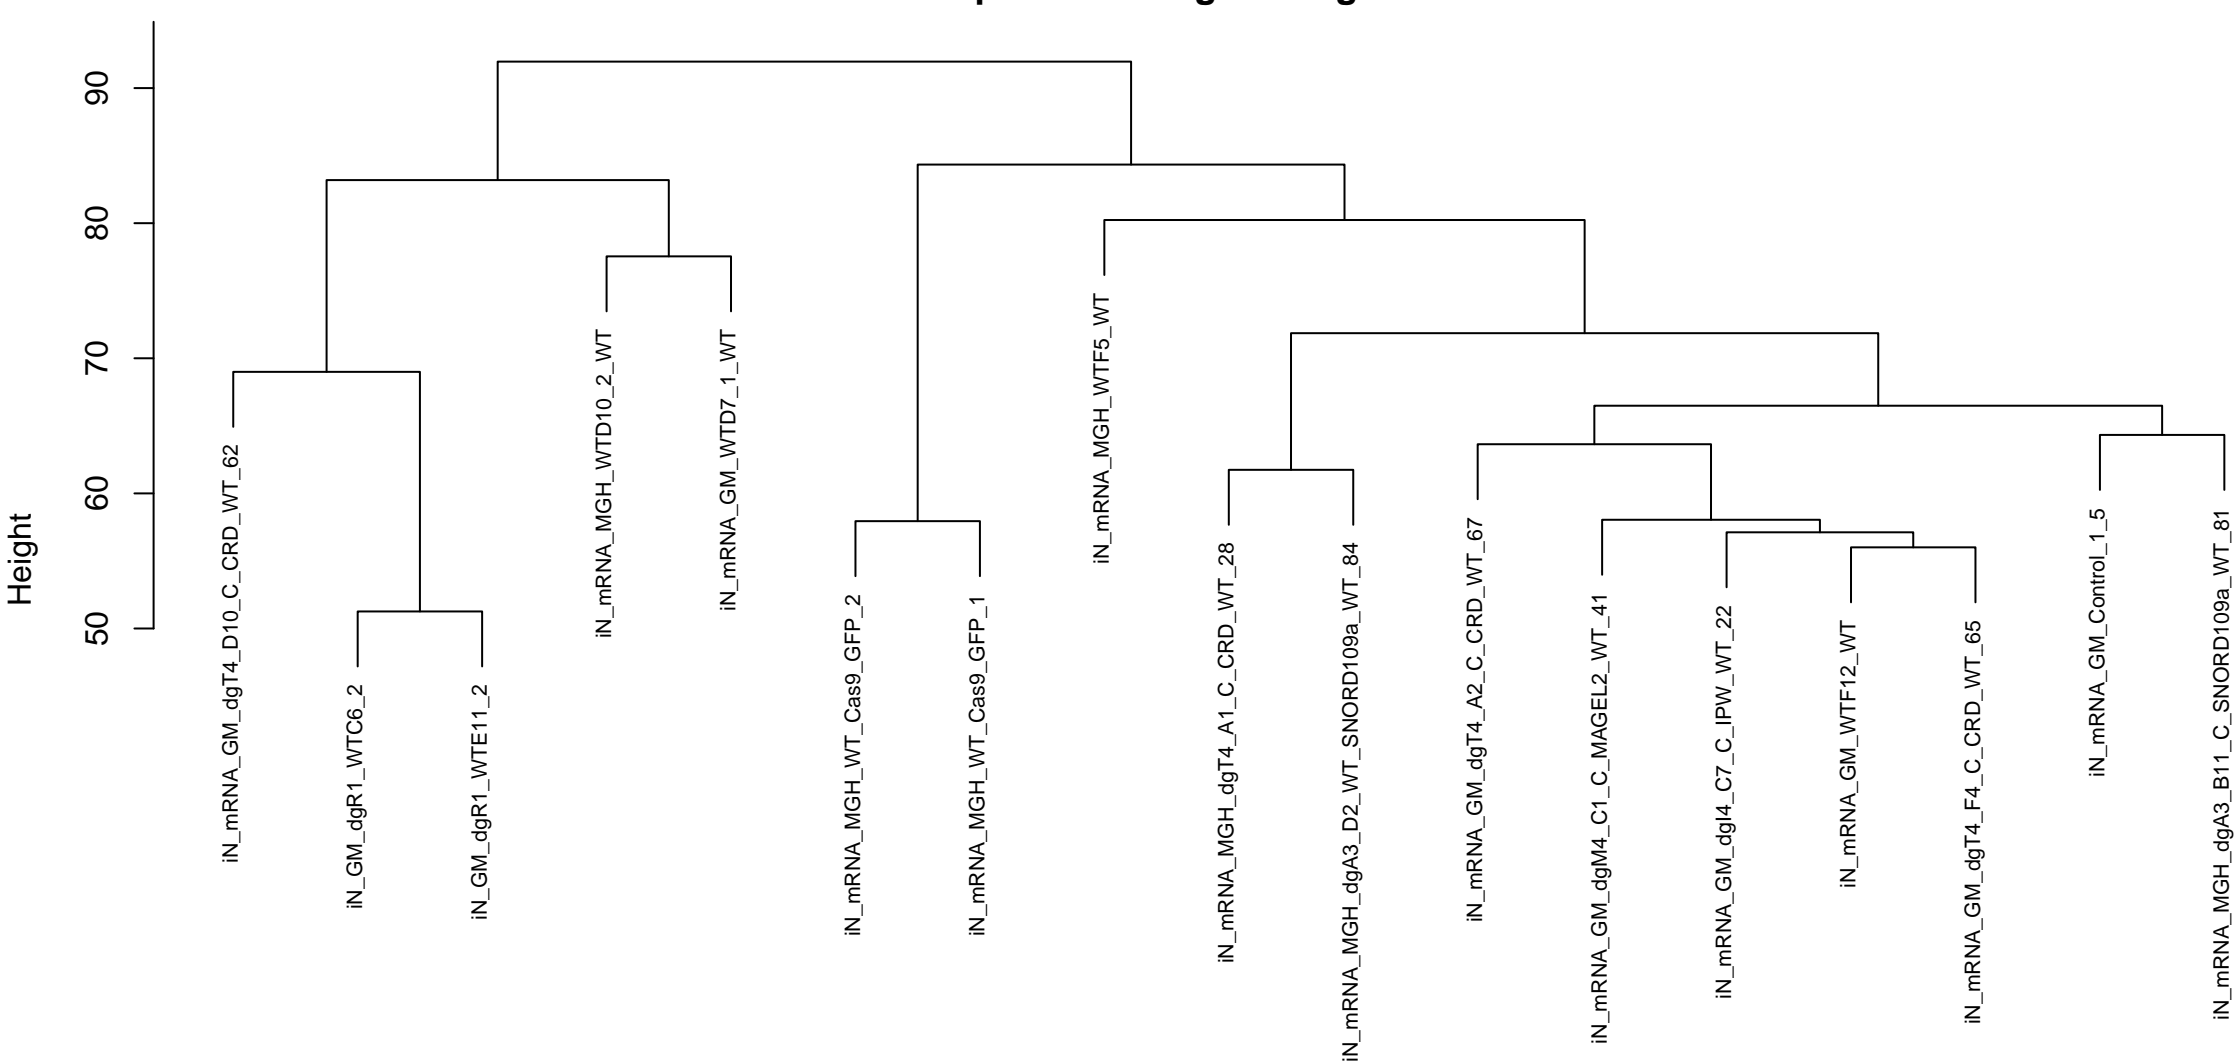 Height
90
80
70
60
50
iN_mRNA_GM_dgT4_D10_C_CRD_WT_62
iN_GM_dgR1_WTC6_2
iN_GM_dgR1_WTE11_2
iN_mRNA_MGH_WTD10_2_WT
iN_mRNA_GM_WTD7_1_WT
iN_mRNA_MGH_WT_Cas9_GFP_2
iN_mRNA_MGH_WT_Cas9_GFP_1
iN_mRNA_MGH_WTF5_WT
iN_mRNA_MGH_dgT4_A1_C_CRD_WT_28
iN_mRNA_MGH_dgA3_D2_WT_SNORD109a_WT_84
iN_mRNA_GM_dgT4_A2_C_CRD_WT_67
iN_mRNA_GM_dgM4_C1_C_MAGEL2_WT_41
iN_mRNA_GM_dgI4_C7_C_IPW_WT_22
iN_mRNA_GM_WTF12_WT
iN_mRNA_GM_dgT4_F4_C_CRD_WT_65
iN_mRNA_GM_Control_1_5
iN_mRNA_MGH_dgA3_B11_C_SNORD109a_WT_81